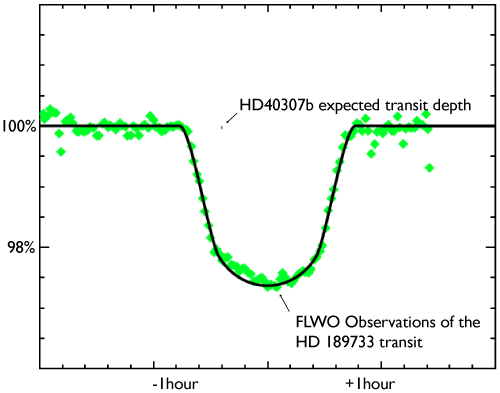 HD40307b expected transit depth
100%
98%
FLWO Observations of the
HD 189733 transit
-1hour
+1hour